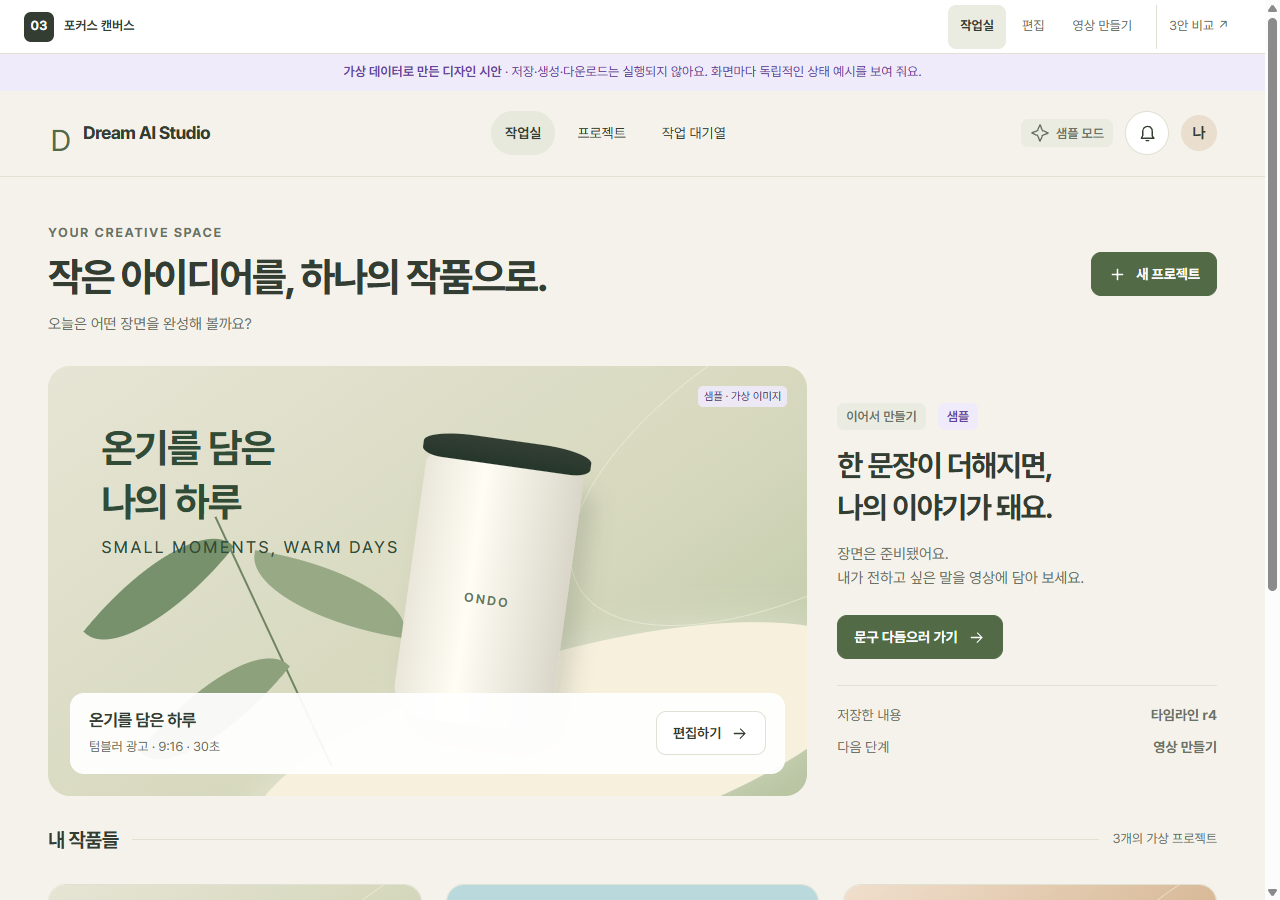 03 포커스 캔버스
작업실 편집 영상 만들기 3안 비교 ↗
가상 데이터로 만든 디자인 시안 · 저장·생성·다운로드는 실행되지 않아요. 화면마다 독립적인 상태 예시를 보여 줘요.
D Dream AI Studio
작업실 프로젝트 작업 대기열
샘플 모드 나
YOUR CREATIVE SPACE
작은 아이디어를, 하나의 작품으로.
오늘은 어떤 장면을 완성해 볼까요?
+ 새 프로젝트
샘플 · 가상 이미지
온기를 담은
나의 하루
SMALL MOMENTS, WARM DAYS
ONDO
온기를 담은 하루
텀블러 광고 · 9:16 · 30초
편집하기 →
이어서 만들기 샘플
한 문장이 더해지면,
나의 이야기가 돼요.
장면은 준비됐어요.
내가 전하고 싶은 말을 영상에 담아 보세요.
문구 다듬으러 가기 →
저장한 내용 타임라인 r4
다음 단계 영상 만들기
내 작품들 3개의 가상 프로젝트